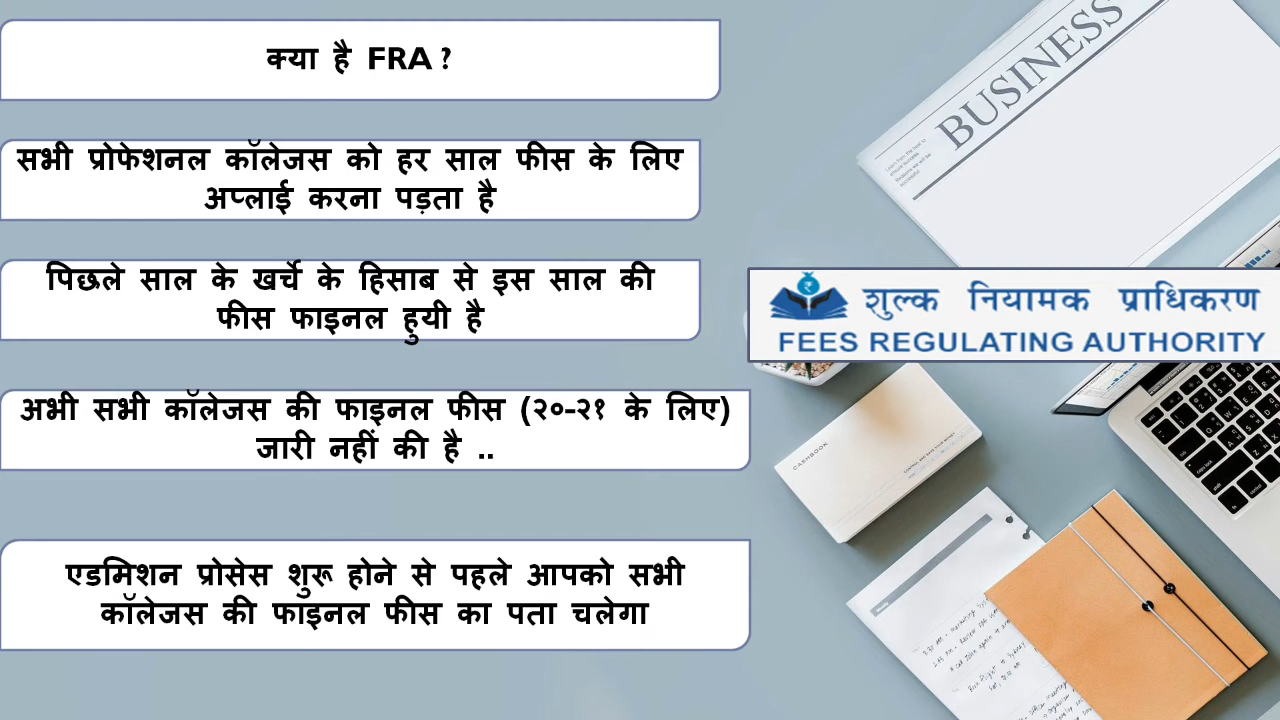 क्या है FRA ?
सभी प्रोफेशनल कॉलेजस को हर साल फीस के लिए
अप्लाई करना पड़ता है
पिछले साल के खर्चे के हिसाब से इस साल की
फीस फाइनल हुयी है
अभी सभी कॉलेजस की फाइनल फीस (२०-२१ के लिए)
जारी नहीं की है ..
एडमिशन प्रोसेस शुरू होने से पहले आपको सभी
कॉलेजस की फाइनल फीस का पता चलेगा
BUSINESS
शुल्क नियामक प्राधिकरण
FEES REGULATING AUTHORITY
CASHBOOK